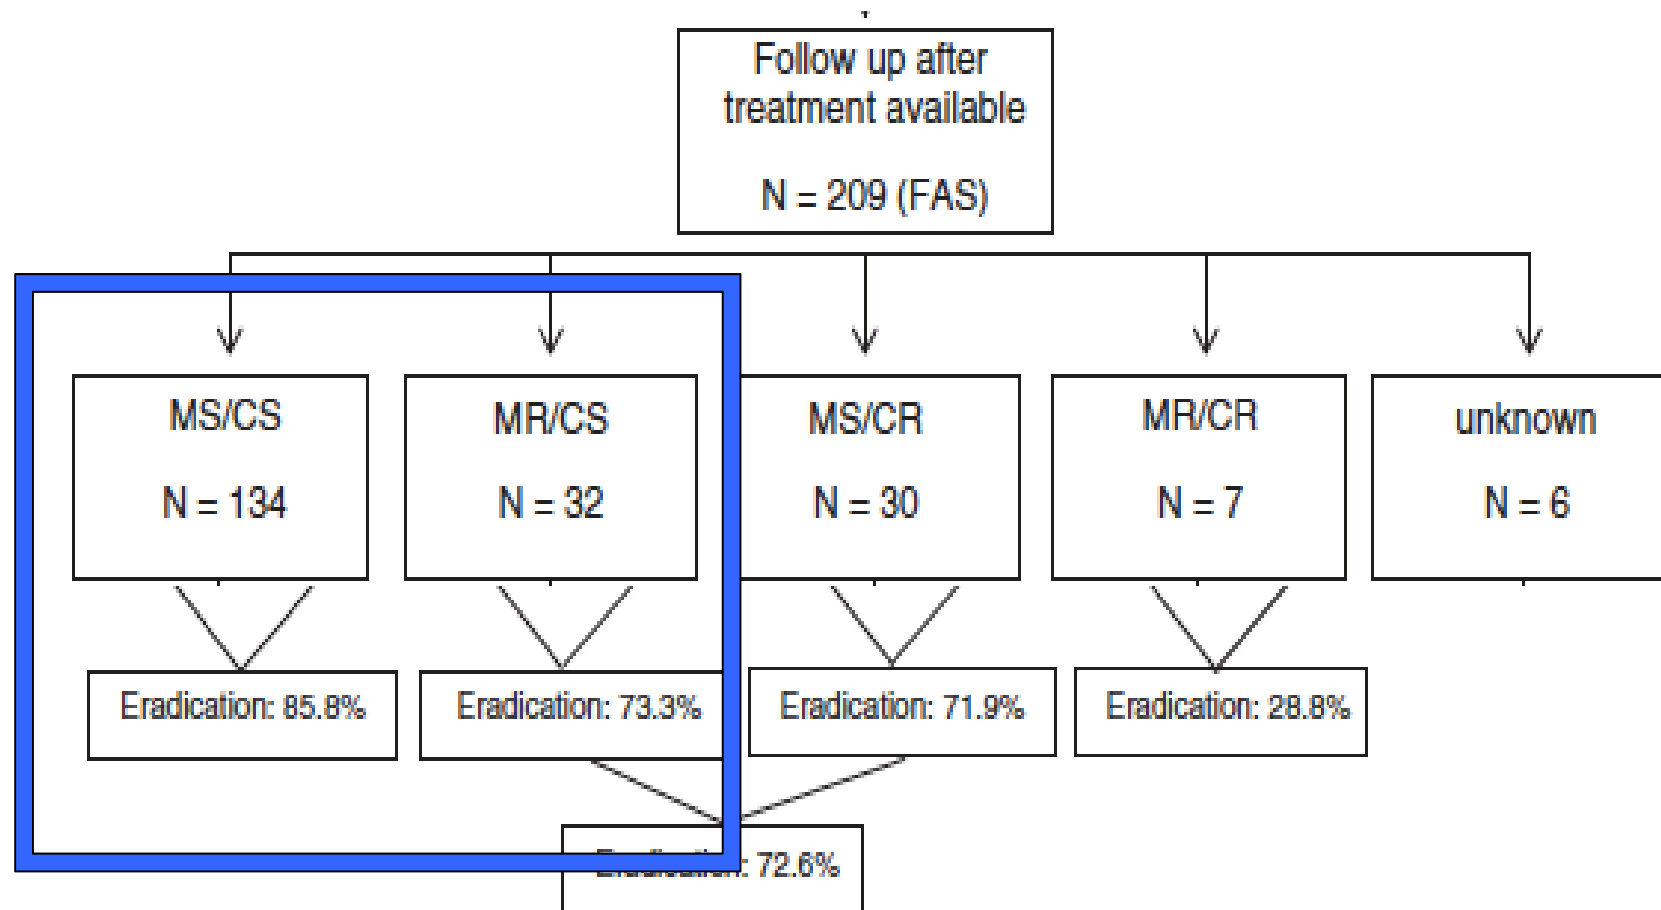 Follow up after
treatment available
N = 209 (FAS)
MS/CS
N = 134
MR/CS
N = 32
MS/CR
N = 30
MR/CR
N = 7
unknown
N = 6
Eradication: 85.8%
Eradication: 73.3%
Eradication: 71.9%
Eradication: 28.8%
Eradication: 72.6%